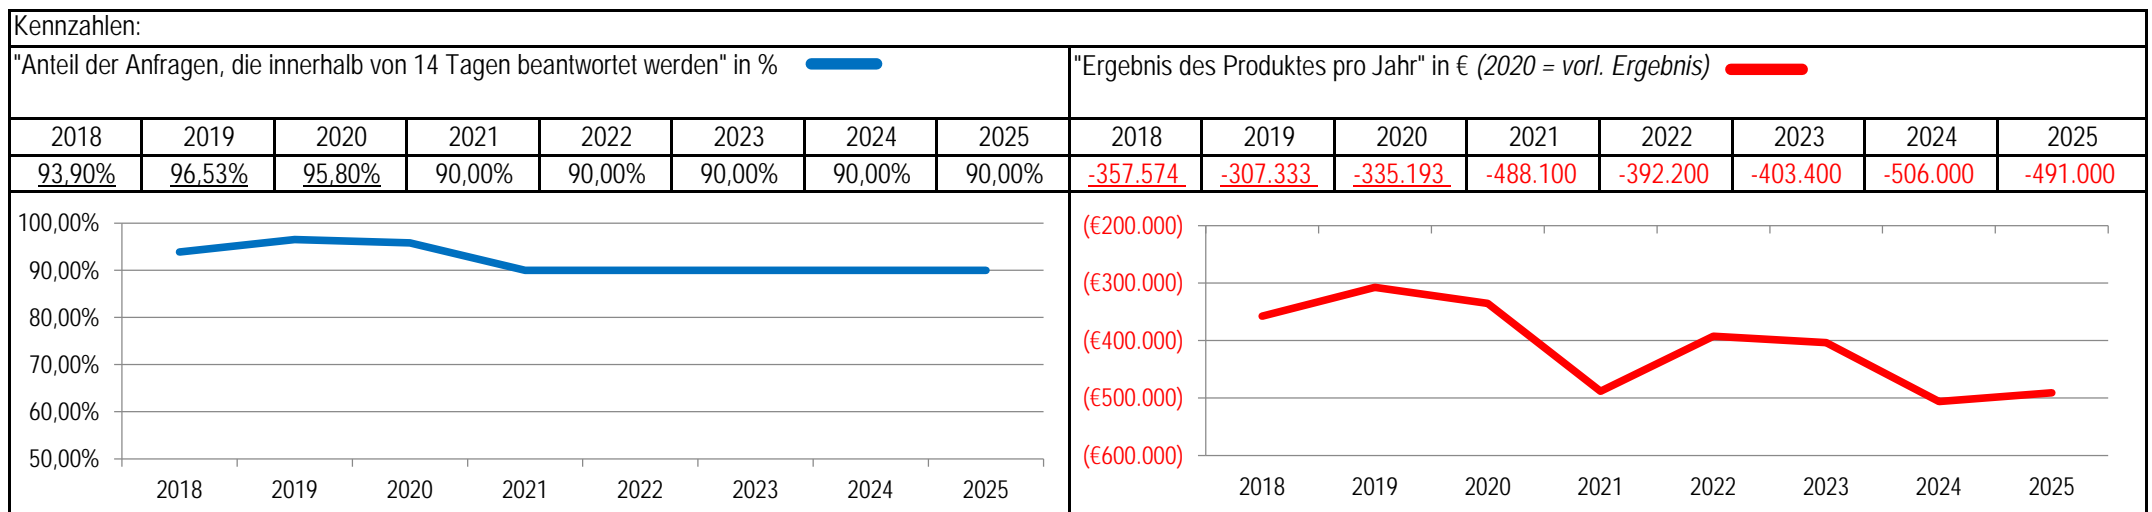 Kennzahlen:
"Anteil der Anfragen, die innerhalb von 14 Tagen beantwortet werden" in %
"Ergebnis des Produktes pro Jahr" in € (2020 = vorl. Ergebnis)
2018 2019 2020 2021 2022 2023 2024 2025 2018 2019 2020 2021 2022 2023 2024 2025
93,90% 96,53% 95,80% 90,00% 90,00% 90,00% 90,00% 90,00% -357.574 -307.333 -335.193 -488.100 -392.200 -403.400 -506.000 -491.000
100,00%
90,00%
80,00%
70,00%
60,00%
50,00%
2018 2019 2020 2021 2022 2023 2024 2025
(€200.000)
(€300.000)
(€400.000)
(€500.000)
(€600.000)
2018 2019 2020 2021 2022 2023 2024 2025